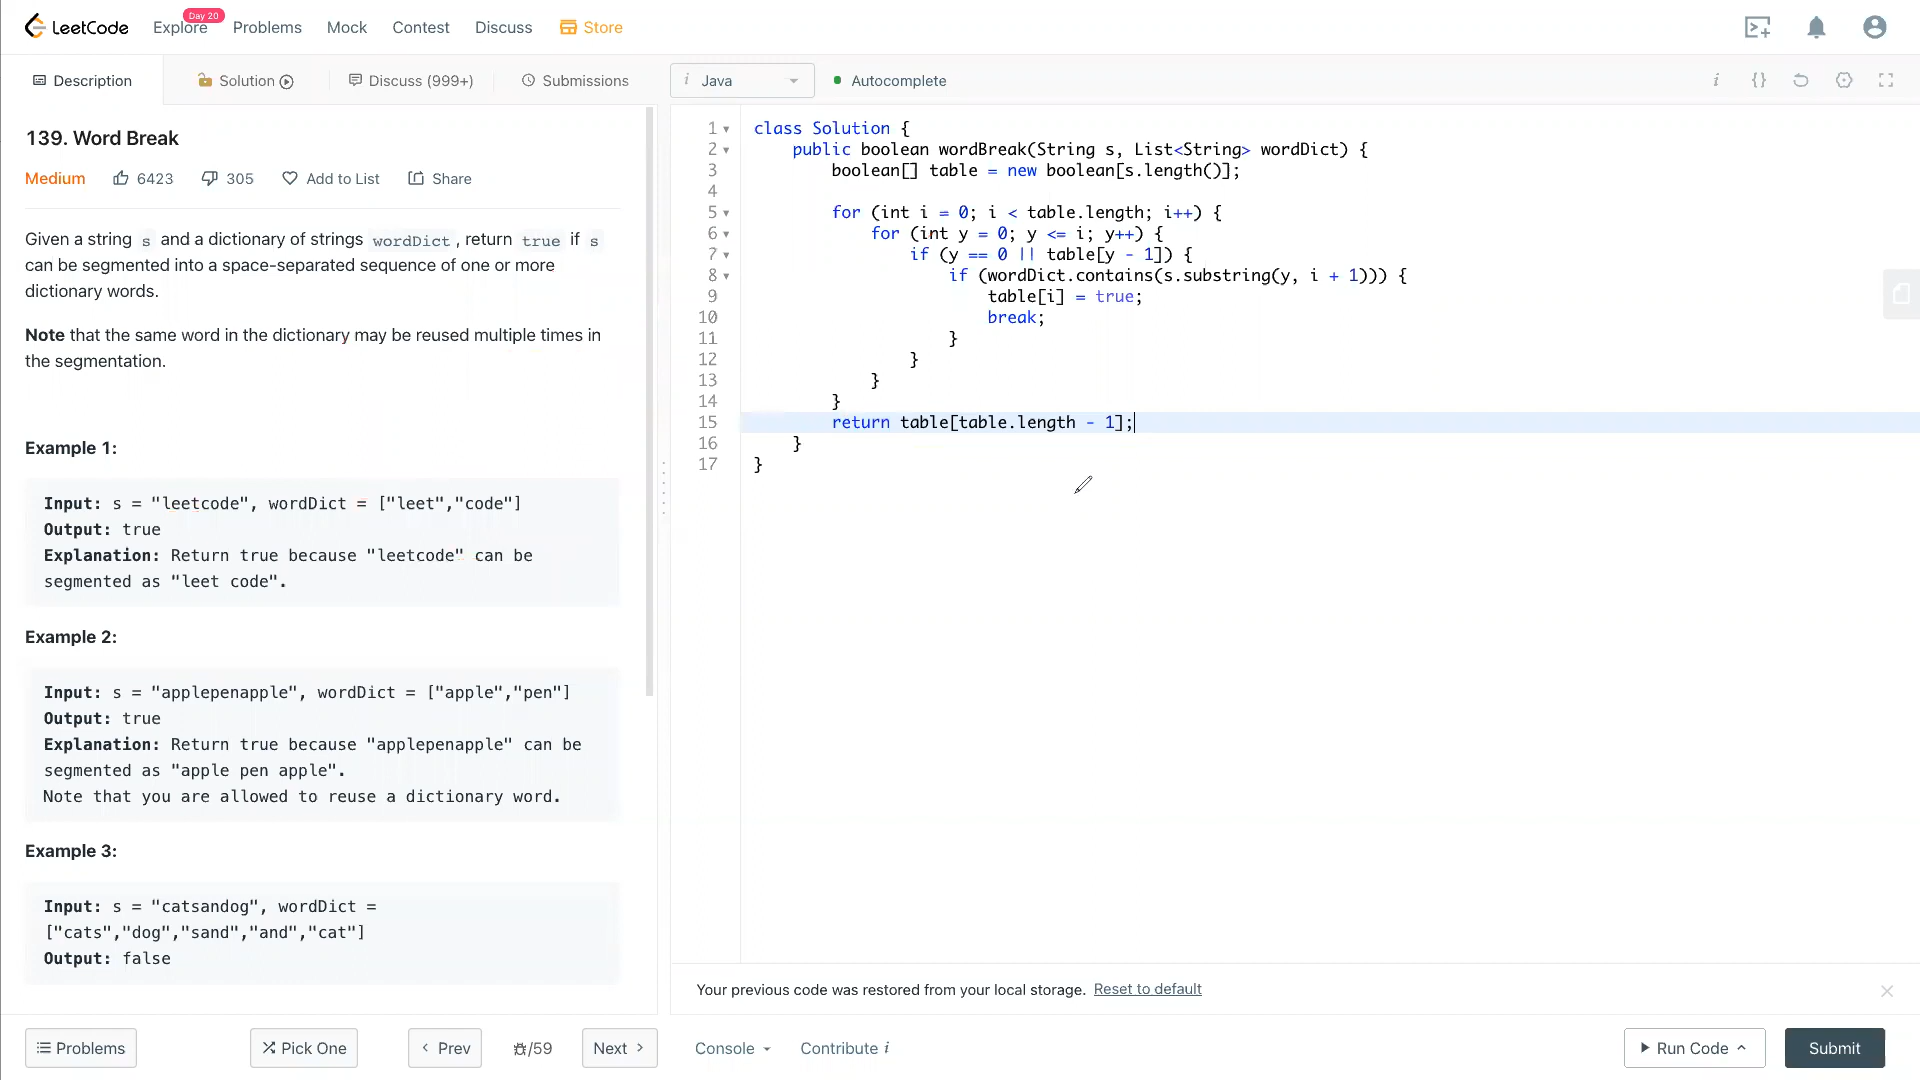 LeetCode
Explore
Day 20
Problems
Mock
Contest
Discuss
Store
Description
Solution
Discuss (999+)
Submissions
i Java
Autocomplete
i {}
139. Word Break
Medium
6423
305
Add to List
Share
Given a string s and a dictionary of strings wordDict, return true if s
can be segmented into a space-separated sequence of one or more
dictionary words.
Note that the same word in the dictionary may be reused multiple times in
the segmentation.
Example 1:
Input: s = "leetcode", wordDict = ["leet","code"]
Output: true
Explanation: Return true because "leetcode" can be
segmented as "leet code".
Example 2:
Input: s = "applepenapple", wordDict = ["apple","pen"]
Output: true
Explanation: Return true because "applepenapple" can be
segmented as "apple pen apple".
Note that you are allowed to reuse a dictionary word.
Example 3:
Input: s = "catsandog", wordDict =
["cats","dog","sand","and","cat"]
Output: false
1 class Solution {
2 public boolean wordBreak(String s, List<String> wordDict) {
3 boolean[] table = new boolean[s.length()];
4
5 for (int i = 0; i < table.length; i++) {
6 for (int y = 0; y <= i; y++) {
7 if (y == 0 || table[y - 1]) {
8 if (wordDict.contains(s.substring(y, i + 1))) {
9 table[i] = true;
10 break;
11 }
12 }
13 }
14 }
15 return table[table.length - 1];
16 }
17 }
Your previous code was restored from your local storage. Reset to default
Problems
Pick One
Prev
/59
Next
Console
Contribute i
Run Code
Submit